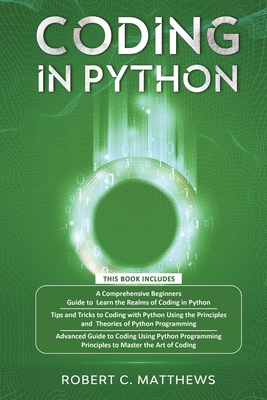 CODING
IN PYTHON
THIS BOOK INCLUDES
A Comprehensive Beginners
Guide to Learn the Realms of Coding in Python
Tips and Tricks to Coding with Python Using the Principles
and Theories of Python Programming
Advanced Guide to Coding Using Python Programming
Principles to Master the Art of Coding
ROBERT C. MATTHEWS